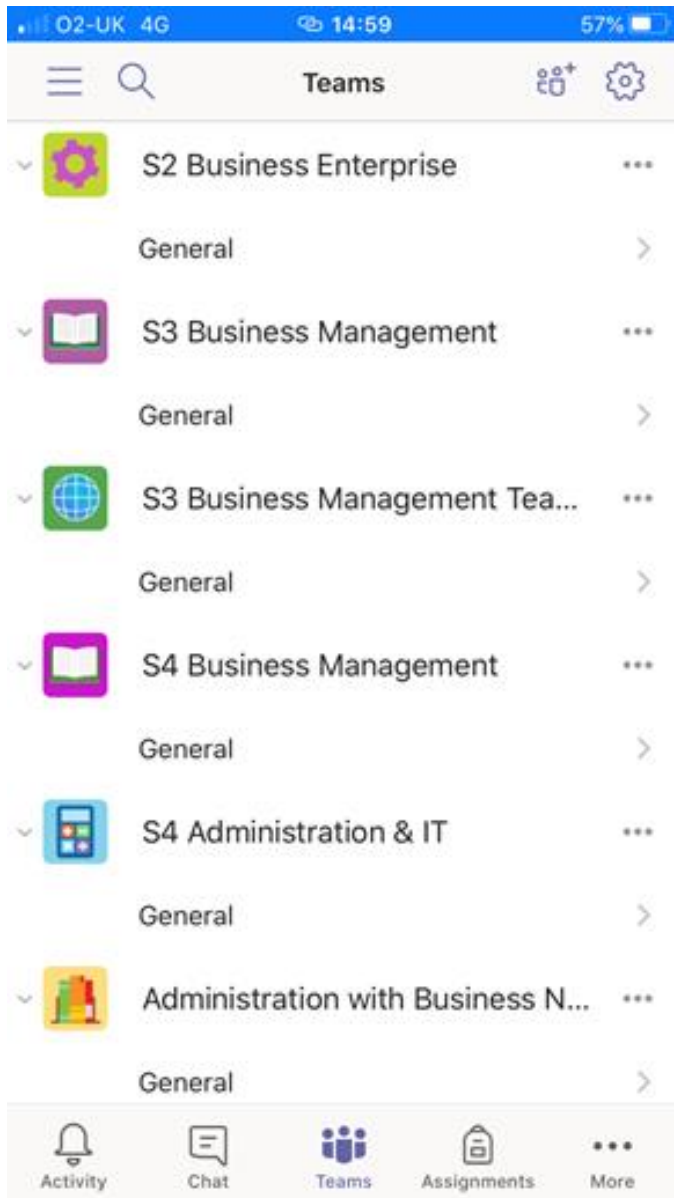 O2-UK 4G 14:59 57%
Teams
S2 Business Enterprise
General
S3 Business Management
General
S3 Business Management Tea...
General
S4 Business Management
General
S4 Administration & IT
General
Administration with Business N...
General
Activity Chat Teams Assignments More